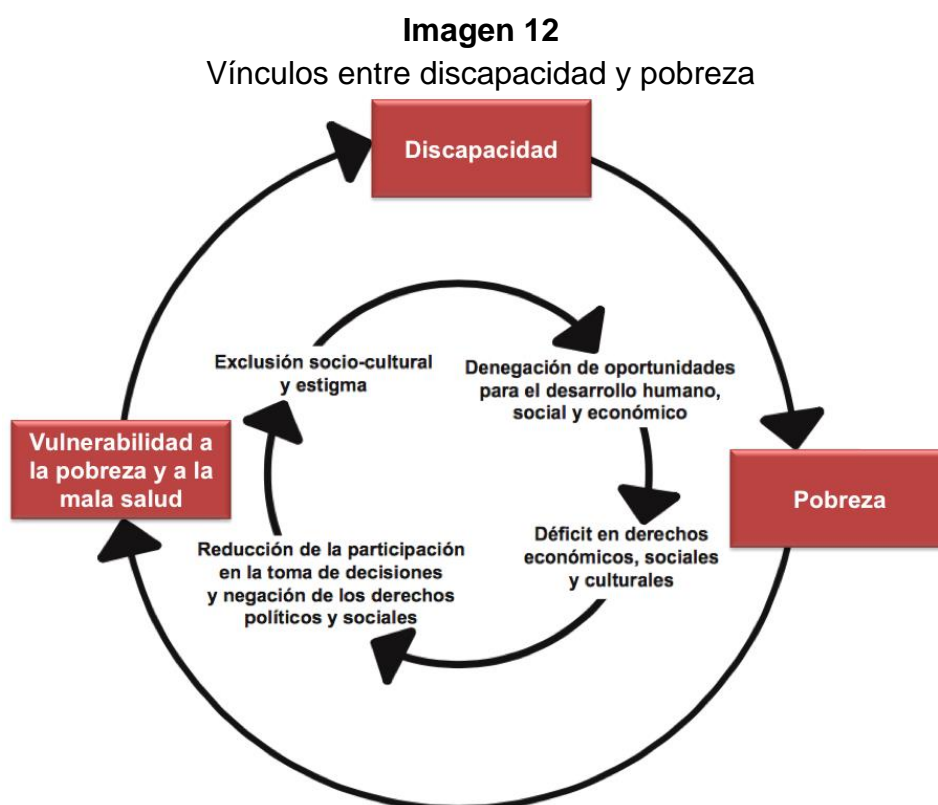 Imagen 12
Vínculos entre discapacidad y pobreza
Discapacidad
Exclusión socio-cultural
y estigma
Denegación de oportunidades
para el desarrollo humano,
social y económico
Vulnerabilidad a
la pobreza y a la
mala salud
Pobreza
Déficit en derechos
económicos, sociales
y culturales
Reducción de la participación
en la toma de decisiones
y negación de los derechos
políticos y sociales